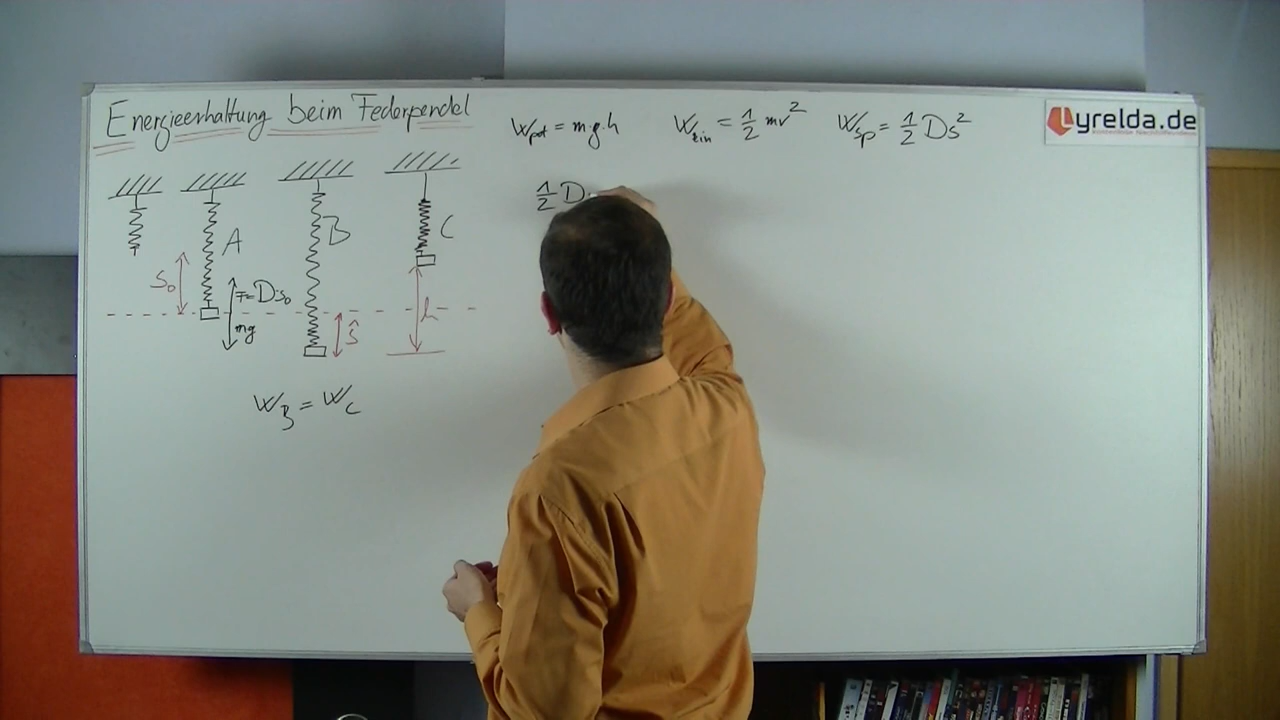 Energieerhaltung beim Federpendel
W_pot = m·g·h
W_kin = 1/2 mv²
W_sp = 1/2 Ds²
Lyrelda.de
1/2 D
A
B
C
S₀
F=D·s₀
mg
ŝ
h
W_B = W_C